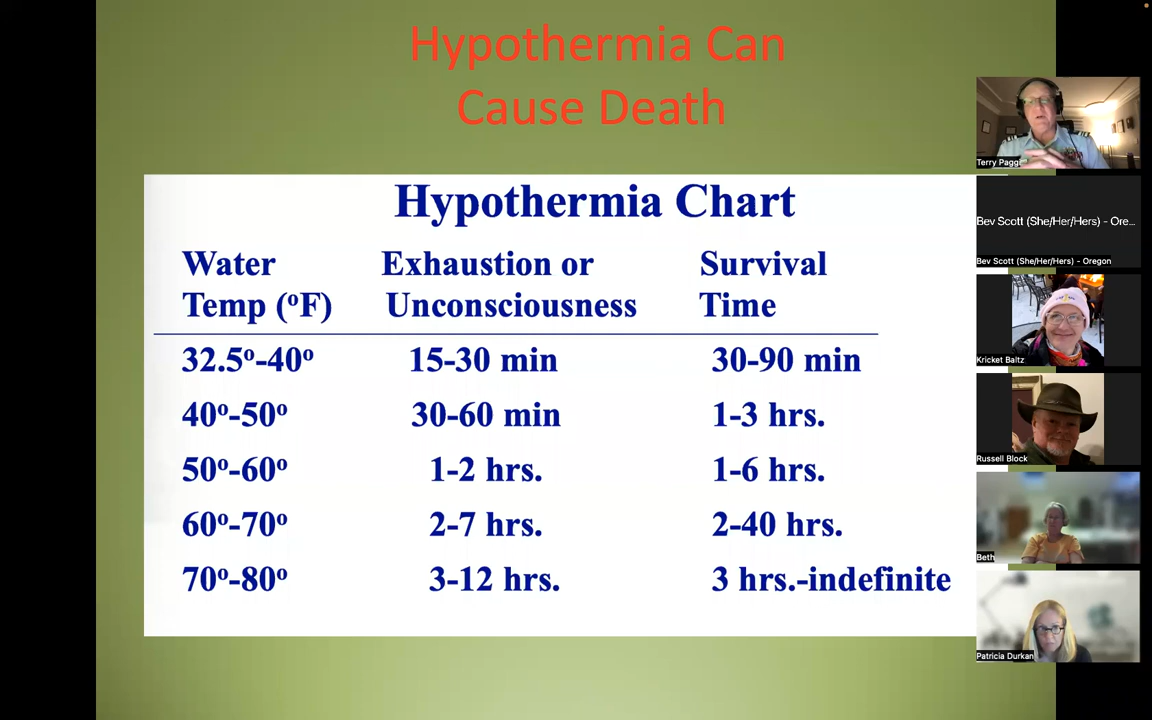 Hypothermia Can
Cause Death
Hypothermia Chart
Water Exhaustion or Survival
Temp (ºF) Unconsciousness Time
32.5º-40º 15-30 min 30-90 min
40º-50º 30-60 min 1-3 hrs.
50º-60º 1-2 hrs. 1-6 hrs.
60º-70º 2-7 hrs. 2-40 hrs.
70º-80º 3-12 hrs. 3 hrs.-indefinite
Terry Pagge
Bev Scott (She/Her/Hers) - Ore...
Bev Scott (She/Her/Hers) - Oregon
Kricket Baltz
Russell Block
Beth
Patricia Durkan